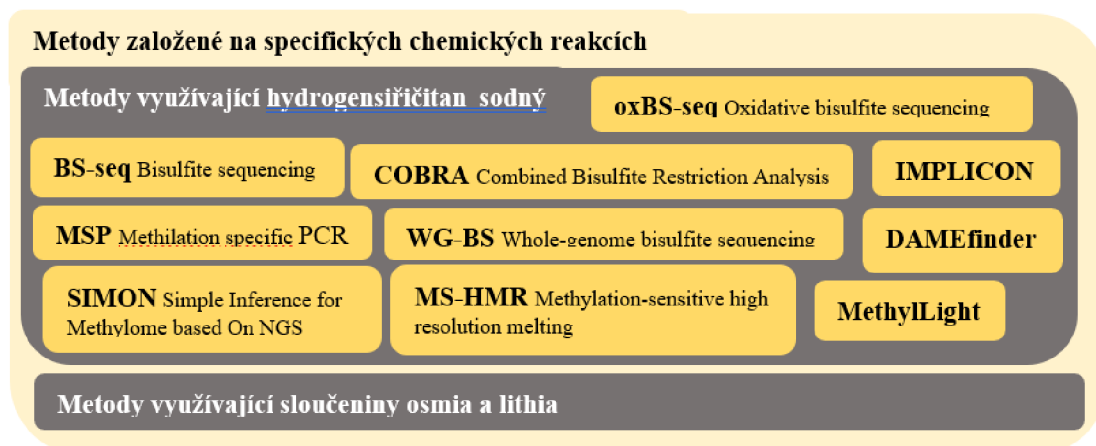 Metody založené na specifických chemických reakcích
Metody využívající hydrogensiřičitan sodný
oxBS-seq Oxidative bisulfite sequencing
BS-seq Bisulfite sequencing
COBRA Combined Bisulfite Restriction Analysis
IMPLICON
MSP Methilation specific PCR
WG-BS Whole-genome bisulfite sequencing
DAMEfinder
SIMON Simple Inference for
Methylome based On NGS
MS-HMR Methylation-sensitive high
resolution melting
MethylLight
Metody využívající sloučeniny osmia a lithia